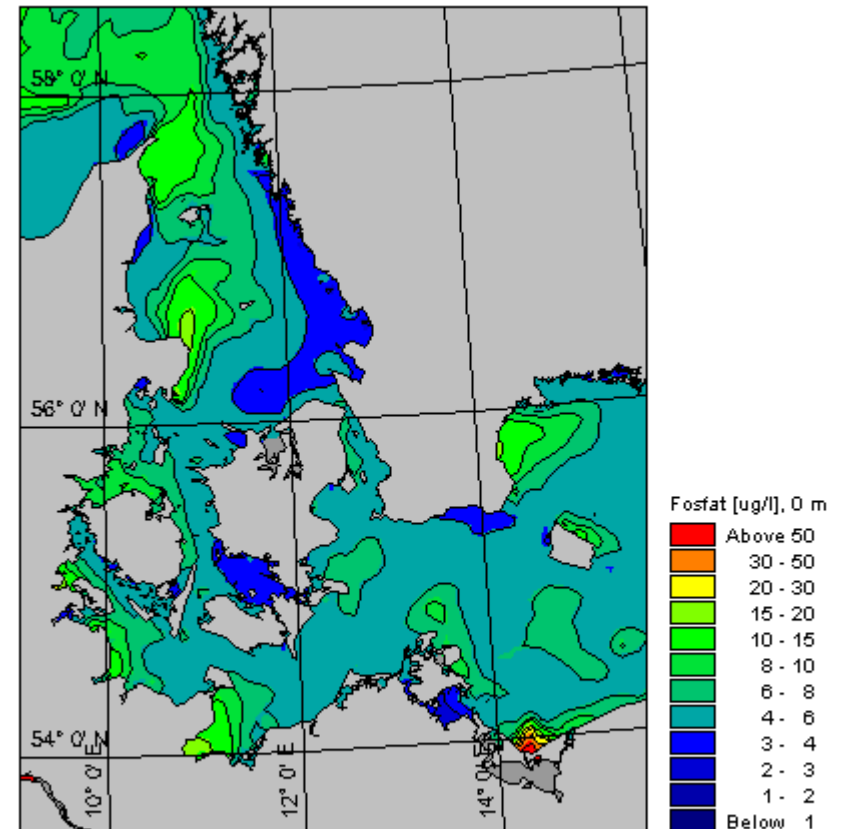 58° 0' N
56° 0' N
54° 0' N
10° 0' E
12° 0' E
14° 0' E
Fosfat [ug/l], 0 m
Above 50
30 - 50
20 - 30
15 - 20
10 - 15
8 - 10
6 - 8
4 - 6
3 - 4
2 - 3
1 - 2
Below 1